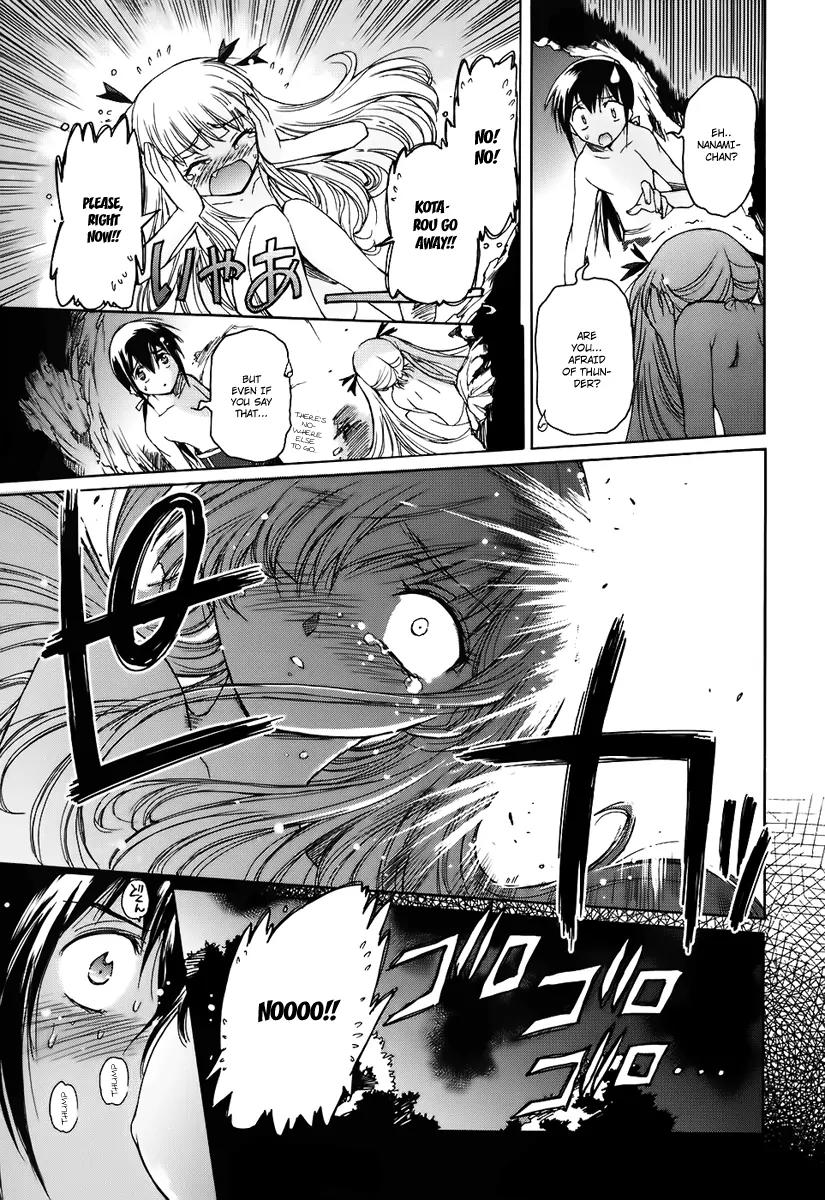 EH..
NANAMI-
CHAN?
ARE
YOU...
AFRAID
OF THUN-
DER?
NO!
NO!
KOTA-
ROU GO
AWAY!!
PLEASE,
RIGHT
NOW!!
いやあー
BUT
EVEN IF
YOU SAY
THAT...
THERE'S
NO-
WHERE
ELSE
TO GO.
ピカッ
NOOOO!!
ゴロ
ゴロ
ゴロ...
THUMP
THUMP